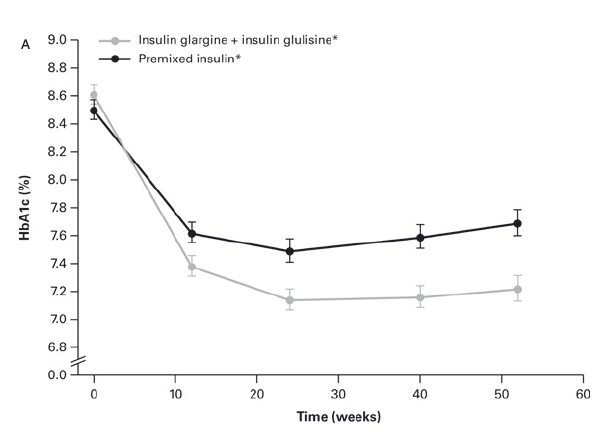 A
Insulin glargine + insulin glulisine*
Premixed insulin*
HbA1c (%)
9.0
8.8
8.6
8.4
8.2
8.0
7.8
7.6
7.4
7.2
7.0
6.8
0.0
0 10 20 30 40 50 60
Time (weeks)